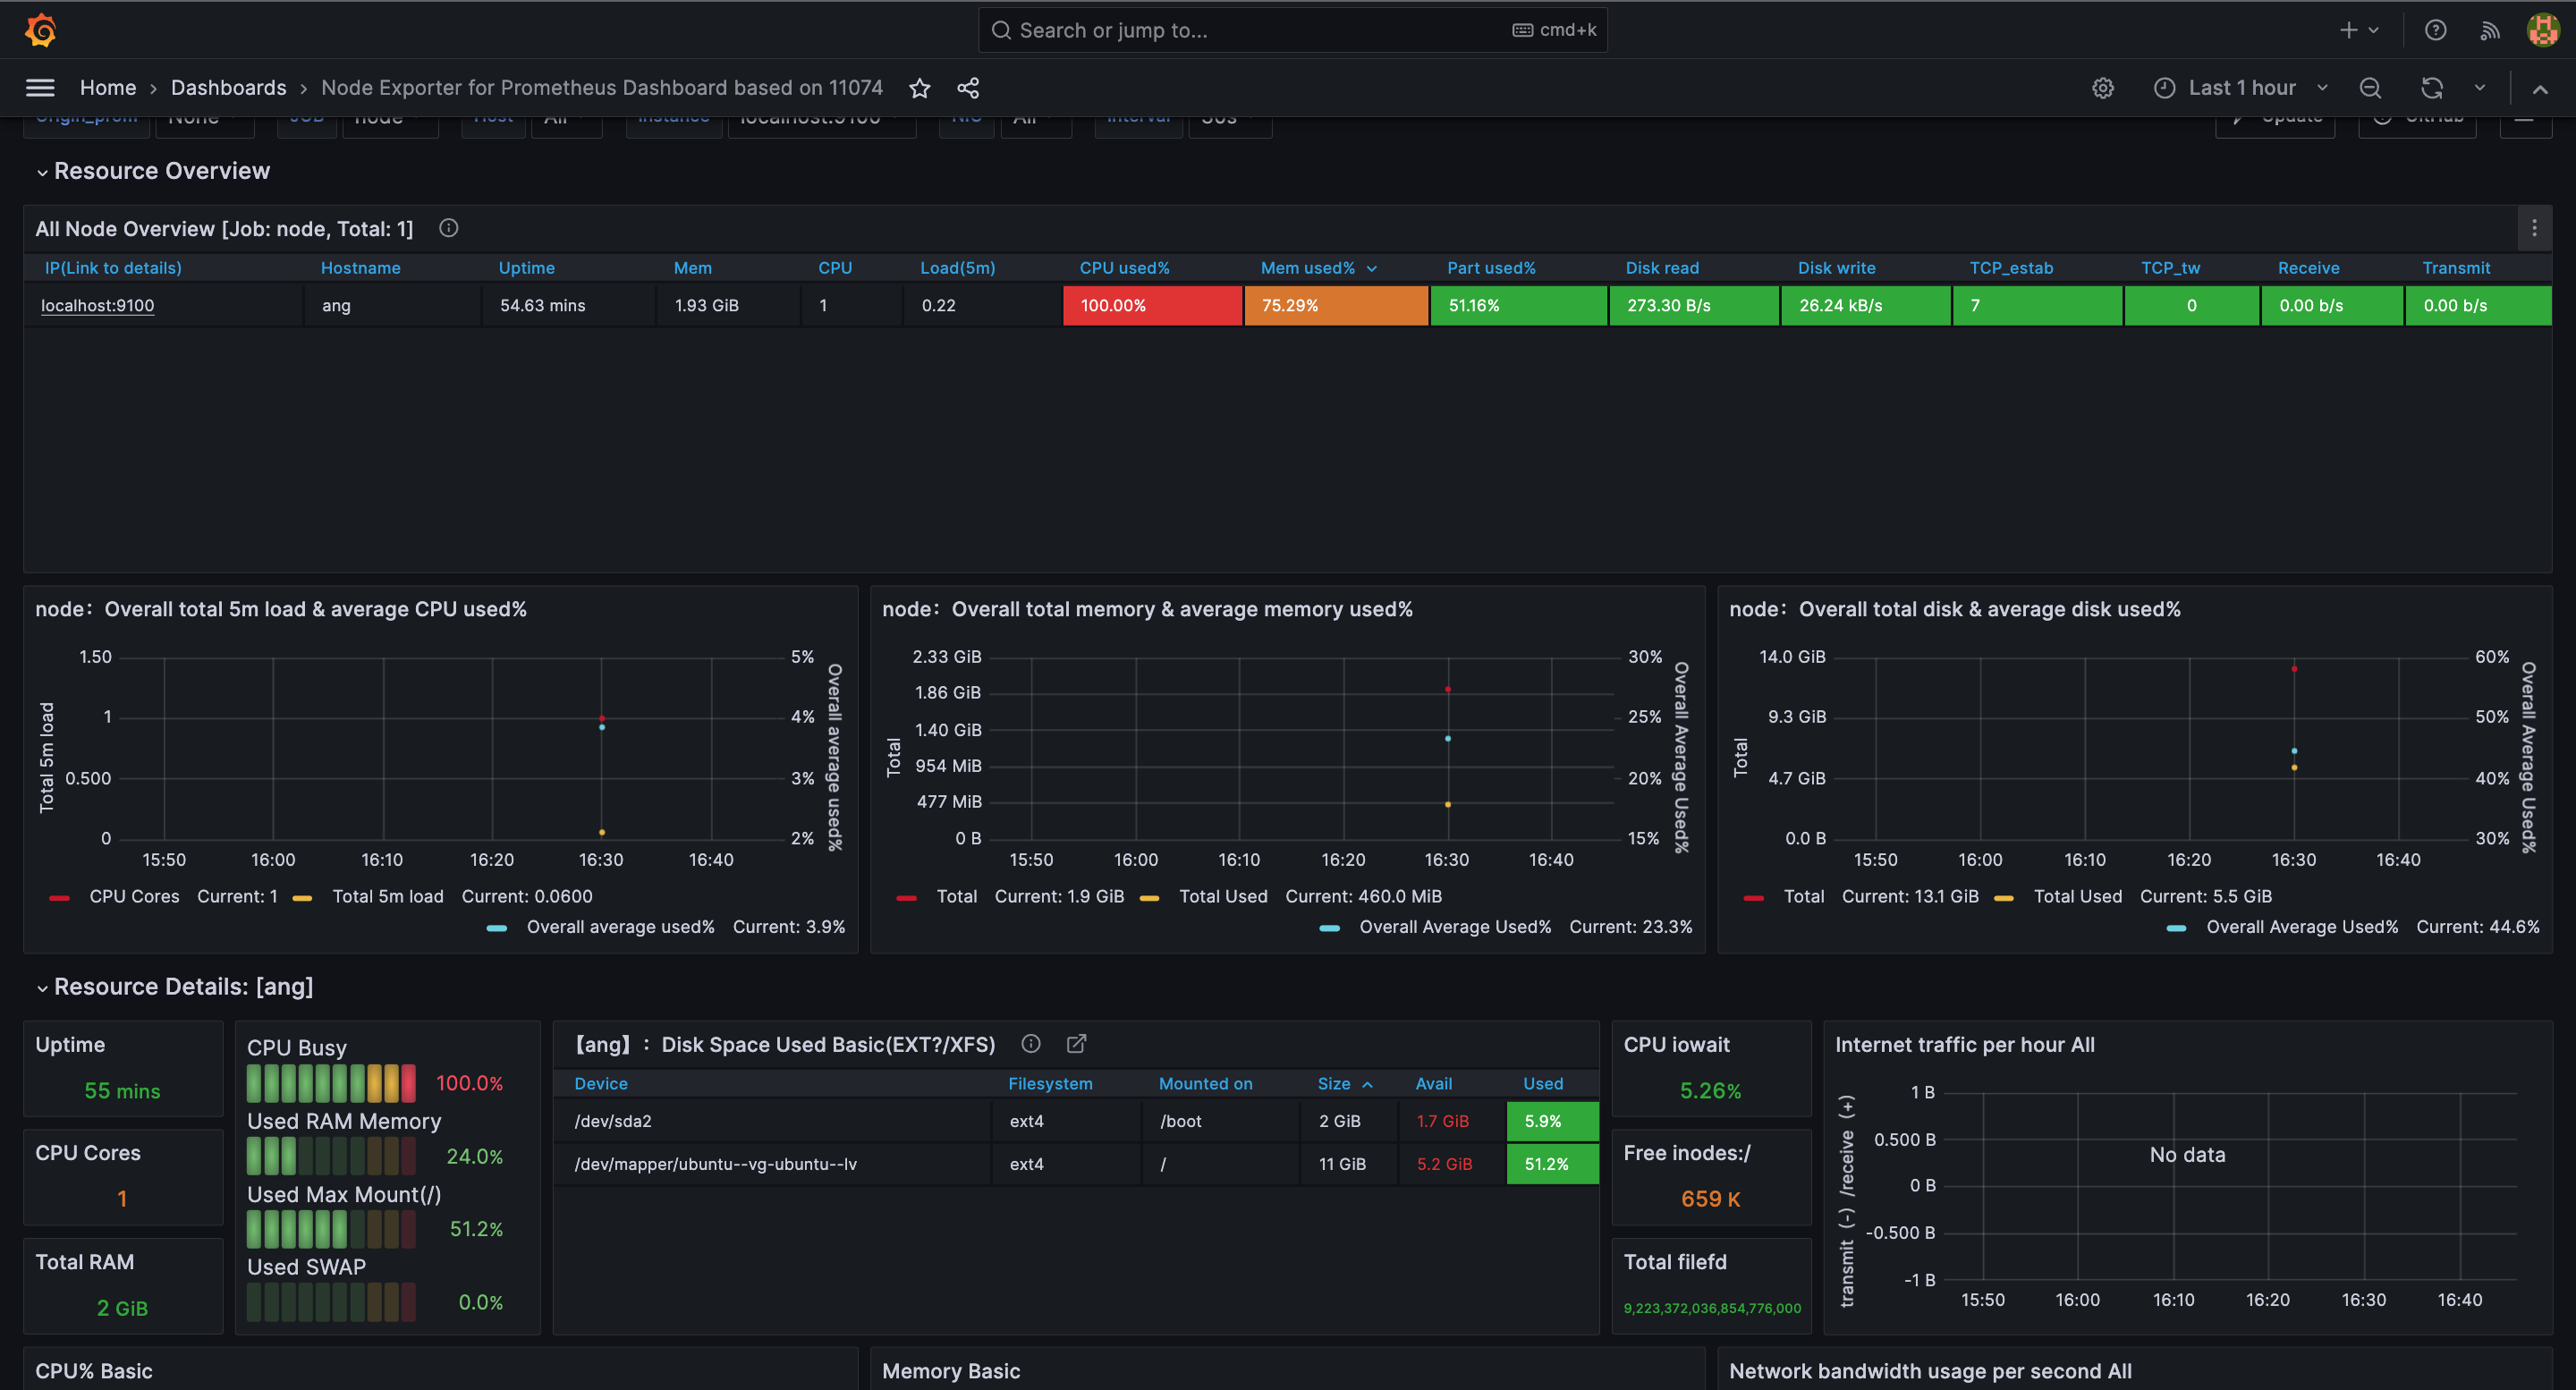 Search or jump to...
cmd+k
Home › Dashboards › Node Exporter for Prometheus Dashboard based on 11074
Last 1 hour
Origin_prom None JOB node Host All Instance localhost:9100 NIC All Interval 30s Update GitHub
Resource Overview
All Node Overview [Job: node, Total: 1]
IP(Link to details) Hostname Uptime Mem CPU Load(5m) CPU used% Mem used% Part used% Disk read Disk write TCP_estab TCP_tw Receive Transmit
localhost:9100 ang 54.63 mins 1.93 GiB 1 0.22 100.00% 75.29% 51.16% 273.30 B/s 26.24 kB/s 7 0 0.00 b/s 0.00 b/s
node：Overall total 5m load & average CPU used%
Total 5m load
1.50
1
0.500
0
5%
4%
3%
2%
Overall average used%
15:50 16:00 16:10 16:20 16:30 16:40
CPU Cores Current: 1 Total 5m load Current: 0.0600
Overall average used% Current: 3.9%
node：Overall total memory & average memory used%
Total
2.33 GiB
1.86 GiB
1.40 GiB
954 MiB
477 MiB
0 B
30%
25%
20%
15%
Overall Average Used%
15:50 16:00 16:10 16:20 16:30 16:40
Total Current: 1.9 GiB Total Used Current: 460.0 MiB
Overall Average Used% Current: 23.3%
node：Overall total disk & average disk used%
Total
14.0 GiB
9.3 GiB
4.7 GiB
0.0 B
60%
50%
40%
30%
Overall Average Used%
15:50 16:00 16:10 16:20 16:30 16:40
Total Current: 13.1 GiB Total Used Current: 5.5 GiB
Overall Average Used% Current: 44.6%
Resource Details: [ang]
Uptime
55 mins
CPU Cores
1
Total RAM
2 GiB
CPU Busy
100.0%
Used RAM Memory
24.0%
Used Max Mount(/)
51.2%
Used SWAP
0.0%
【ang】：Disk Space Used Basic(EXT?/XFS)
Device Filesystem Mounted on Size Avail Used
/dev/sda2 ext4 /boot 2 GiB 1.7 GiB 5.9%
/dev/mapper/ubuntu--vg-ubuntu--lv ext4 / 11 GiB 5.2 GiB 51.2%
CPU iowait
5.26%
Free inodes:/
659 K
Total filefd
9,223,372,036,854,776,000
Internet traffic per hour All
transmit (-) /receive (+)
1 B
0.500 B
0 B
-0.500 B
-1 B
No data
15:50 16:00 16:10 16:20 16:30 16:40
CPU% Basic
Memory Basic
Network bandwidth usage per second All